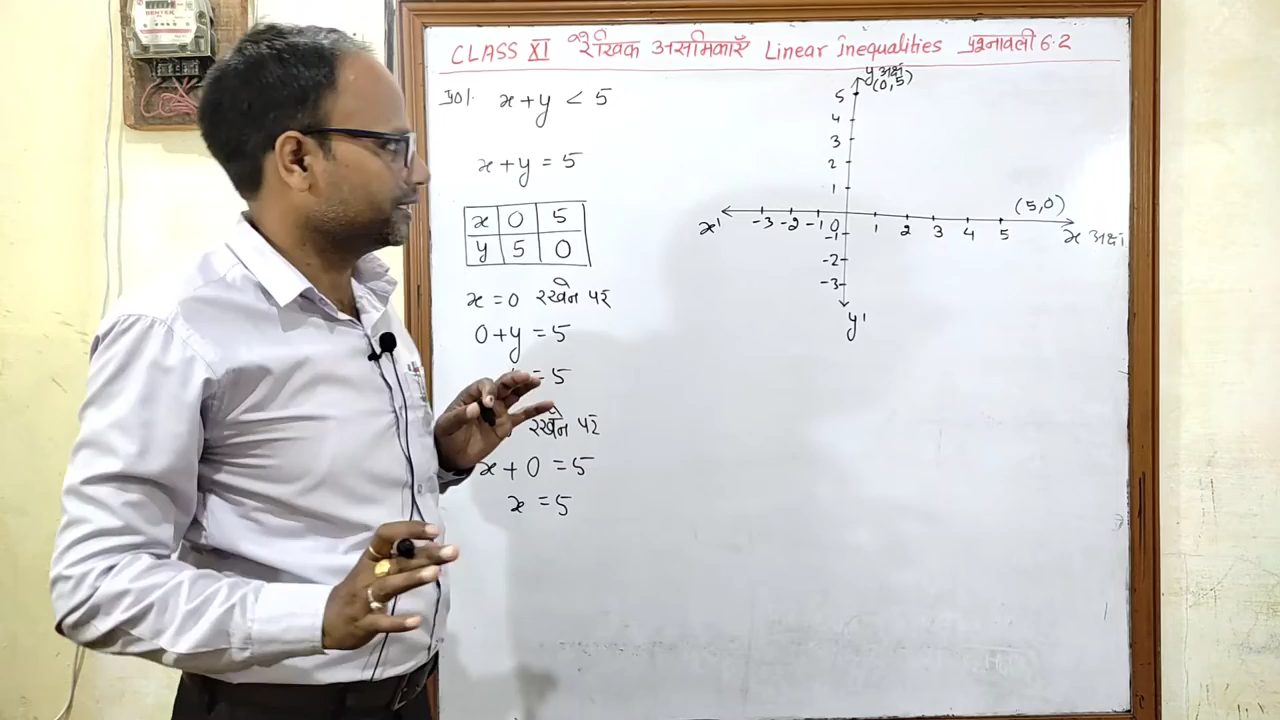 CLASS XI रैखिक असमिकाएँ Linear Inequalities प्रश्नावली 6.2
प्र01. x+y < 5
x+y = 5
x 0 5
y 5 0
x = 0 रखने पर
0+y = 5
= 5
रखने पर
x + 0 = 5
x = 5
y अक्ष
(0,5)
5
4
3
2
1
(5,0)
x' -3 -2 -1 0 1 2 3 4 5 x अक्ष
-1
-2
-3
y'